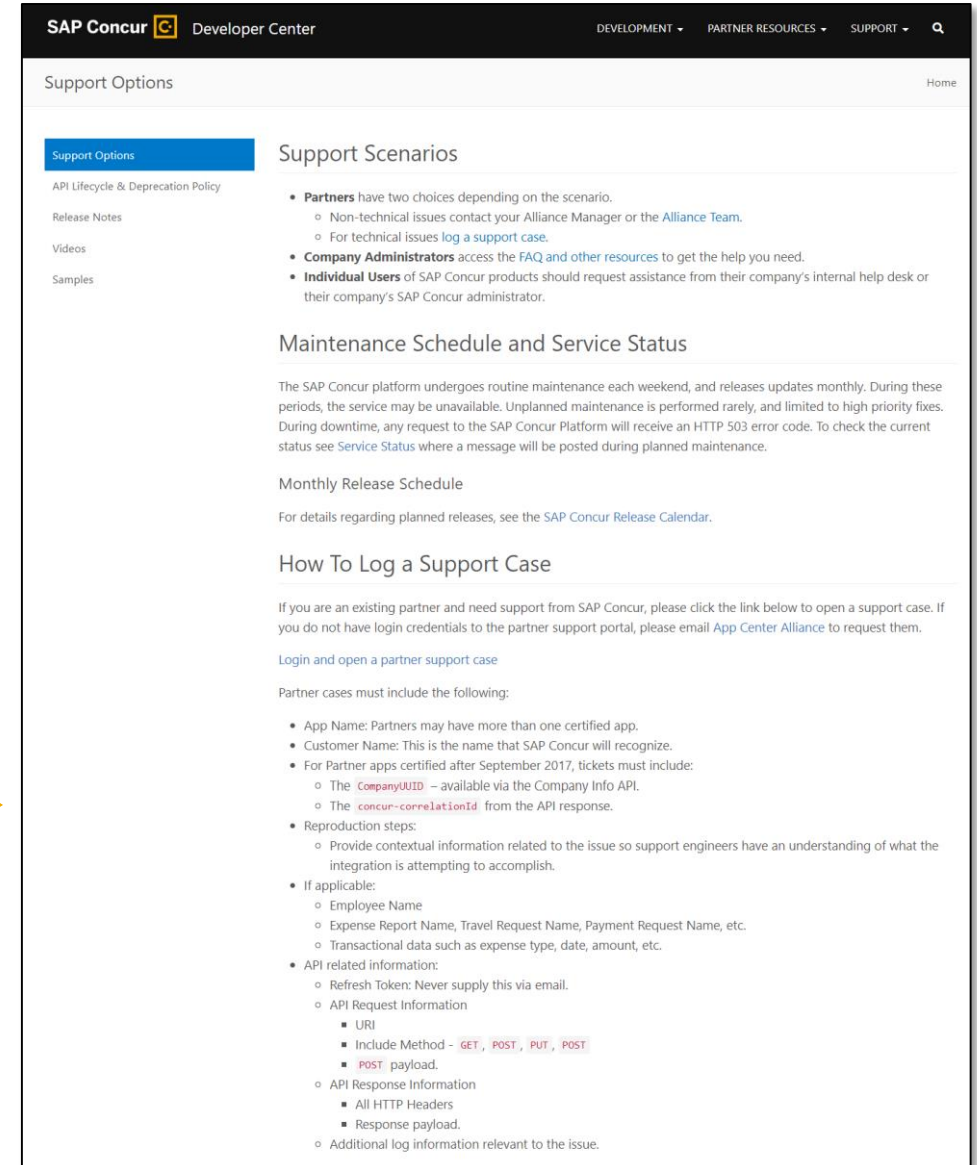 SAP Concur C Developer Center
DEVELOPMENT PARTNER RESOURCES SUPPORT
Support Options
Home
Support Options
API Lifecycle & Deprecation Policy
Release Notes
Videos
Samples
Support Scenarios
• Partners have two choices depending on the scenario.
Non-technical issues contact your Alliance Manager or the Alliance Team.
For technical issues log a support case.
• Company Administrators access the FAQ and other resources to get the help you need.
• Individual Users of SAP Concur products should request assistance from their company's internal help desk or
their company's SAP Concur administrator.
Maintenance Schedule and Service Status
The SAP Concur platform undergoes routine maintenance each weekend, and releases updates monthly. During these
periods, the service may be unavailable. Unplanned maintenance is performed rarely, and limited to high priority fixes.
During downtime, any request to the SAP Concur Platform will receive an HTTP 503 error code. To check the current
status see Service Status where a message will be posted during planned maintenance.
Monthly Release Schedule
For details regarding planned releases, see the SAP Concur Release Calendar.
How To Log a Support Case
If you are an existing partner and need support from SAP Concur, please click the link below to open a support case. If
you do not have login credentials to the partner support portal, please email App Center Alliance to request them.
Login and open a partner support case
Partner cases must include the following:
• App Name: Partners may have more than one certified app.
• Customer Name: This is the name that SAP Concur will recognize.
• For Partner apps certified after September 2017, tickets must include:
The CompanyUUID – available via the Company Info API.
The concur-correlationId from the API response.
• Reproduction steps:
Provide contextual information related to the issue so support engineers have an understanding of what the
integration is attempting to accomplish.
• If applicable:
Employee Name
Expense Report Name, Travel Request Name, Payment Request Name, etc.
Transactional data such as expense type, date, amount, etc.
• API related information:
Refresh Token: Never supply this via email.
API Request Information
URI
Include Method - GET, POST, PUT, POST
POST payload.
API Response Information
All HTTP Headers
Response payload.
Additional log information relevant to the issue.